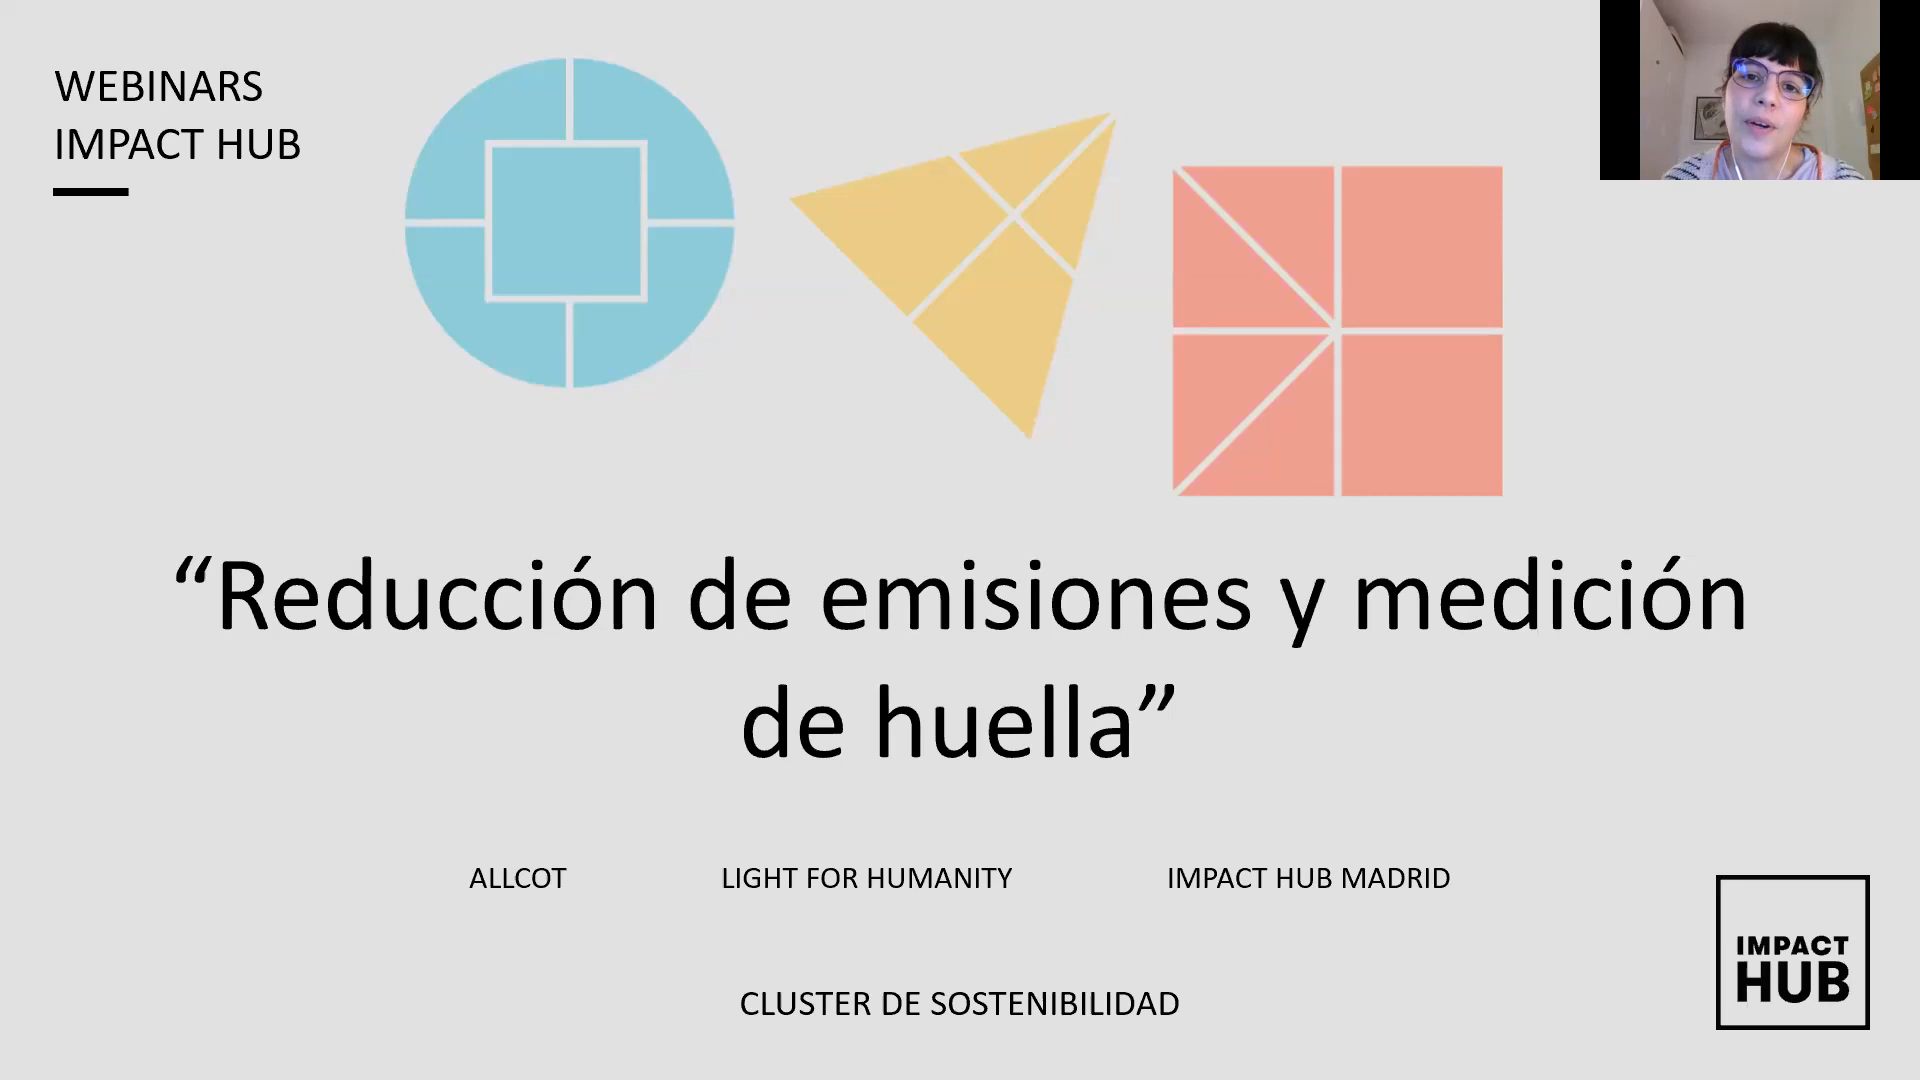 WEBINARS
IMPACT HUB
“Reducción de emisiones y medición
de huella”
ALLCOT
LIGHT FOR HUMANITY
IMPACT HUB MADRID
CLUSTER DE SOSTENIBILIDAD
IMPACT
HUB